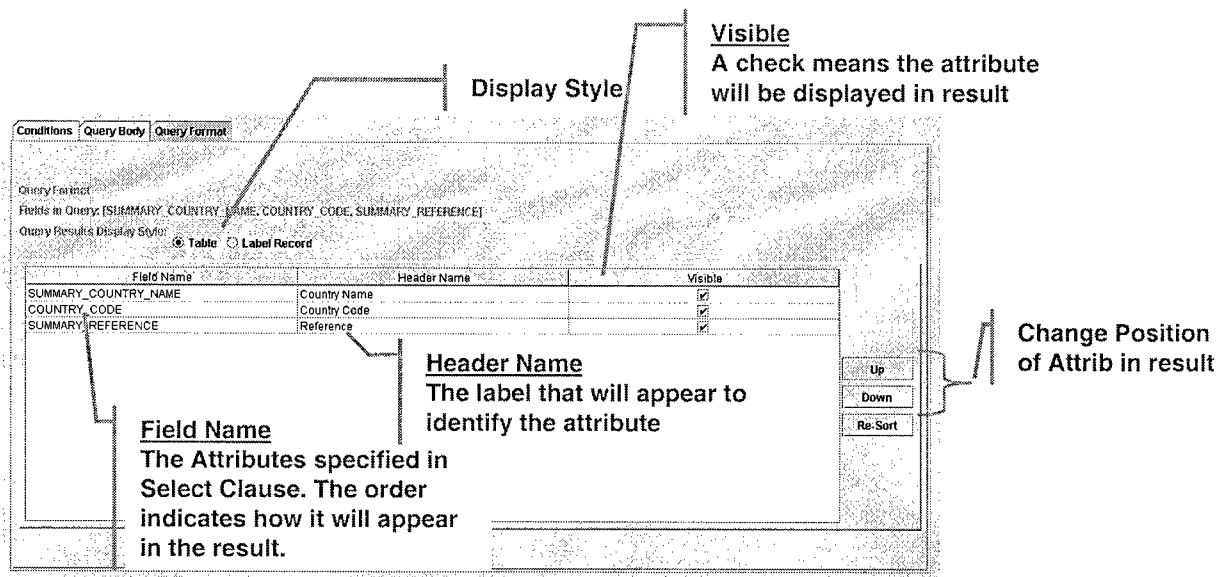 Visible
A check means the attribute
will be displayed in result
Display Style
Conditions Query Body Query Format
Query Format
Fields in Query: [SUMMARY_COUNTRY_NAME, COUNTRY_CODE, SUMMARY_REFERENCE]
Query Results Display Style:
Table Label Record
Field Name Header Name Visible
SUMMARY_COUNTRY_NAME Country Name
COUNTRY_CODE Country Code
SUMMARY_REFERENCE Reference
Change Position
of Attrib in result
Up
Down
Re-Sort
Header Name
The label that will appear to
identify the attribute
Field Name
The Attributes specified in
Select Clause. The order
indicates how it will appear
in the result.